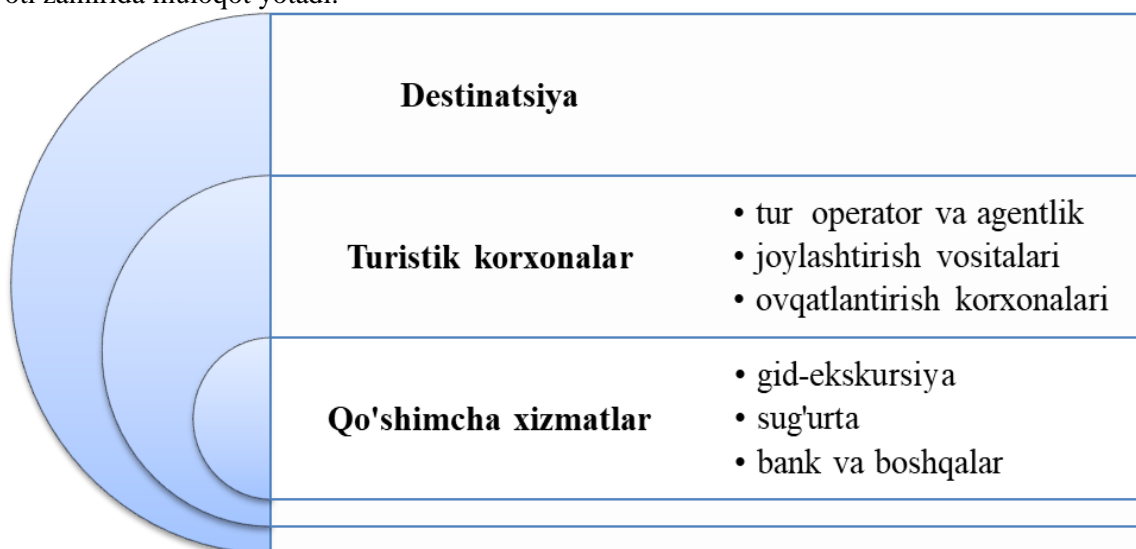 oti zamirida muloqot yotadi.
Destinatsiya
Turistik korxonalar
• tur operator va agentlik
• joylashtirish vositalari
• ovqatlantirish korxonalari
Qo'shimcha xizmatlar
• gid-ekskursiya
• sug'urta
• bank va boshqalar